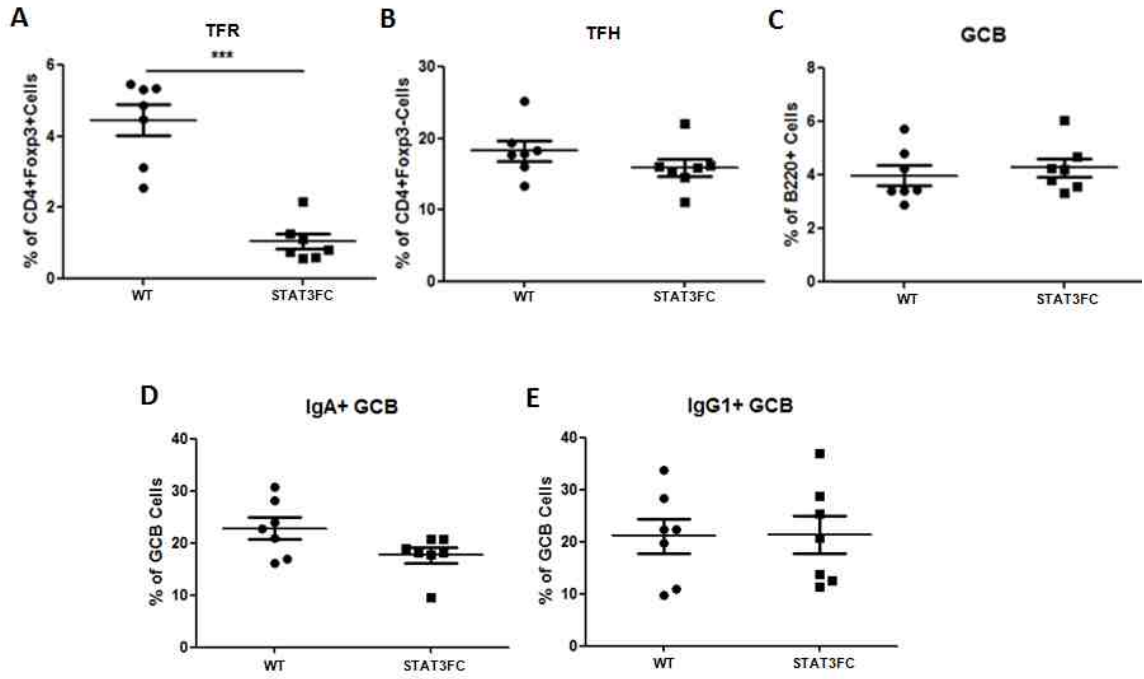 A
TFR
***
% of CD4+Foxp3+Cells
6
4
2
0
WT
STAT3FC
B
TFH
% of CD4+Foxp3-Cells
30
20
10
0
WT
STAT3FC
C
GCB
% of B220+ Cells
8
6
4
2
0
WT
STAT3FC
D
IgA+ GCB
% of GCB Cells
40
30
20
10
0
WT
STAT3FC
E
IgG1+ GCB
% of GCB Cells
40
30
20
10
0
WT
STAT3FC